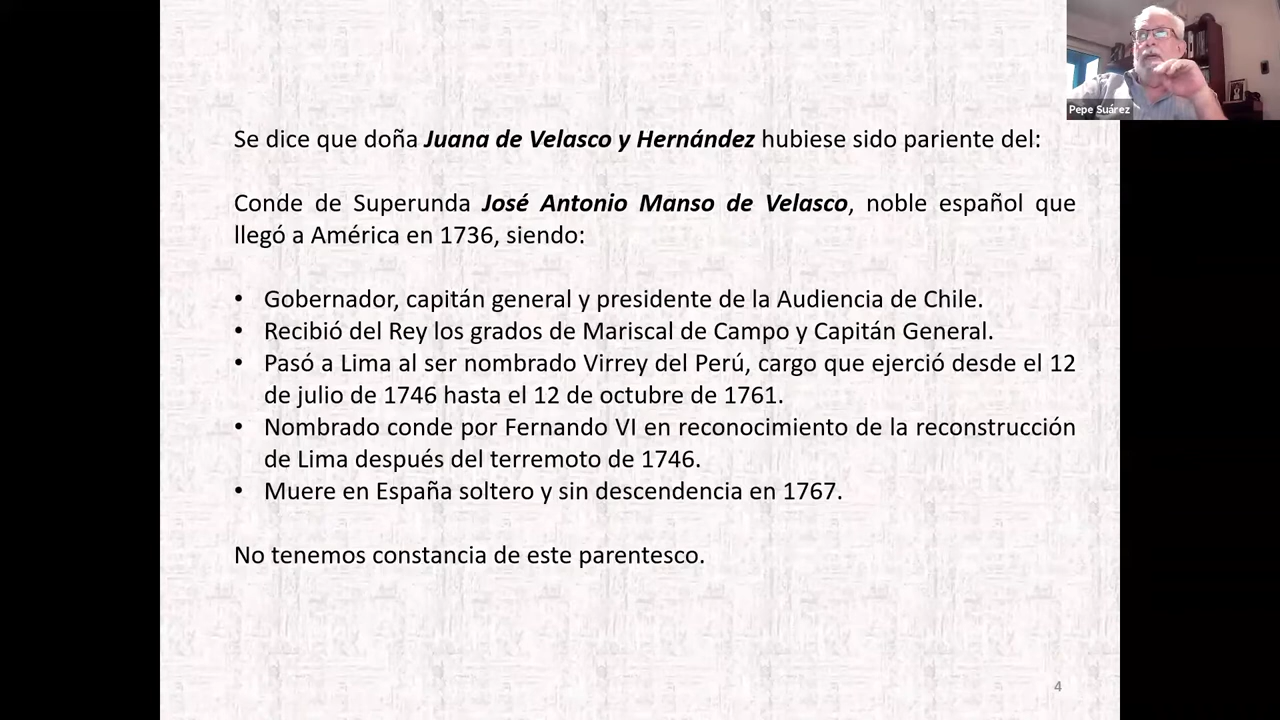 Pepe Suárez
Se dice que doña Juana de Velasco y Hernández hubiese sido pariente del:
Conde de Superunda José Antonio Manso de Velasco, noble español que
llegó a América en 1736, siendo:
• Gobernador, capitán general y presidente de la Audiencia de Chile.
• Recibió del Rey los grados de Mariscal de Campo y Capitán General.
• Pasó a Lima al ser nombrado Virrey del Perú, cargo que ejerció desde el 12
de julio de 1746 hasta el 12 de octubre de 1761.
• Nombrado conde por Fernando VI en reconocimiento de la reconstrucción
de Lima después del terremoto de 1746.
• Muere en España soltero y sin descendencia en 1767.
No tenemos constancia de este parentesco.
4